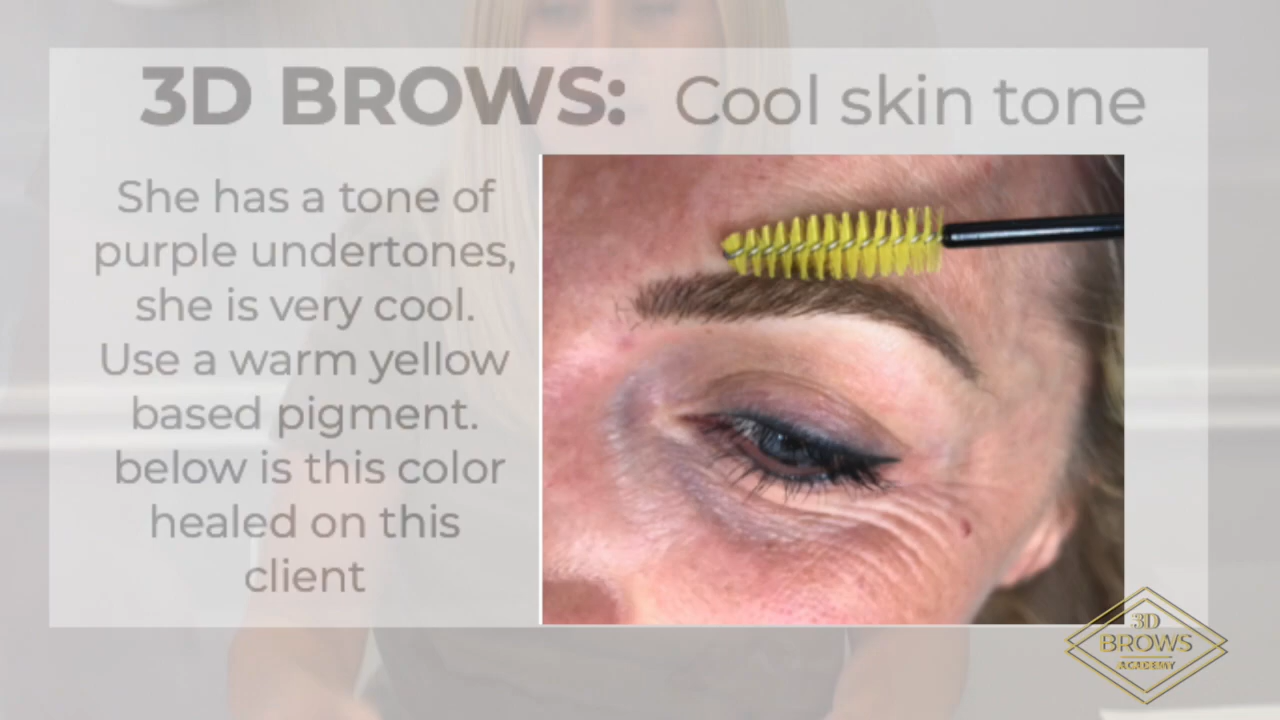 3D BROWS: Cool skin tone
She has a tone of
purple undertones,
she is very cool.
Use a warm yellow
based pigment.
below is this color
healed on this
client
3D
BROWS
ACADEMY